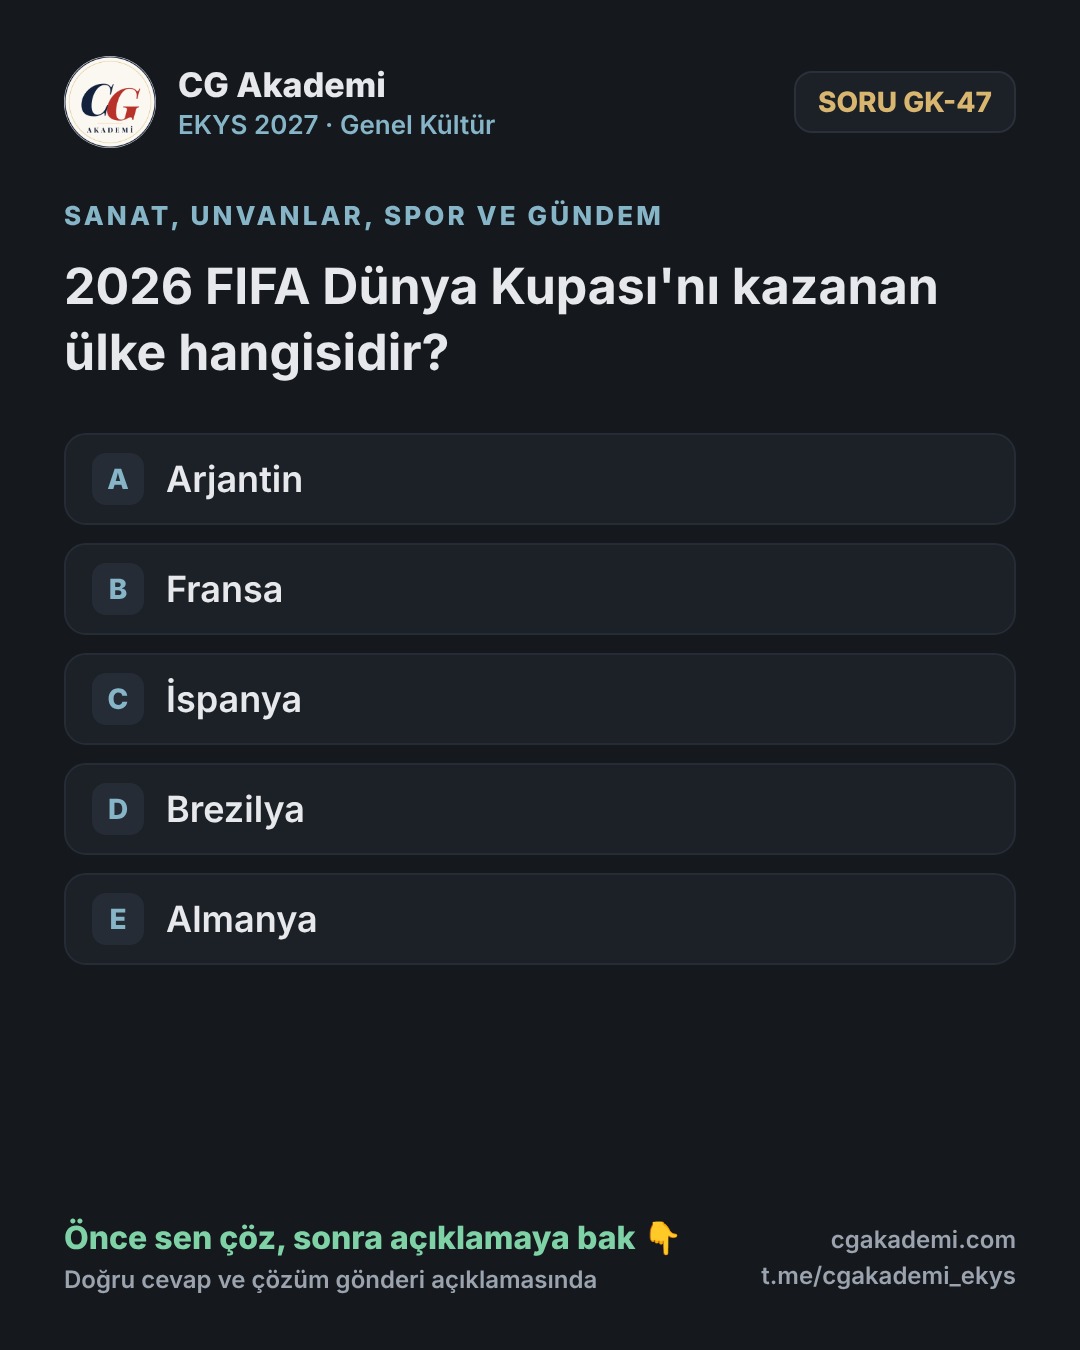 CG
AKADEMİ
CG Akademi
EKYS 2027 · Genel Kültür
SORU GK-47
SANAT, UNVANLAR, SPOR VE GÜNDEM
2026 FIFA Dünya Kupası'nı kazanan
ülke hangisidir?
A Arjantin
B Fransa
C İspanya
D Brezilya
E Almanya
Önce sen çöz, sonra açıklamaya bak 👇
Doğru cevap ve çözüm gönderi açıklamasında
cgakademi.com
t.me/cgakademi_ekys